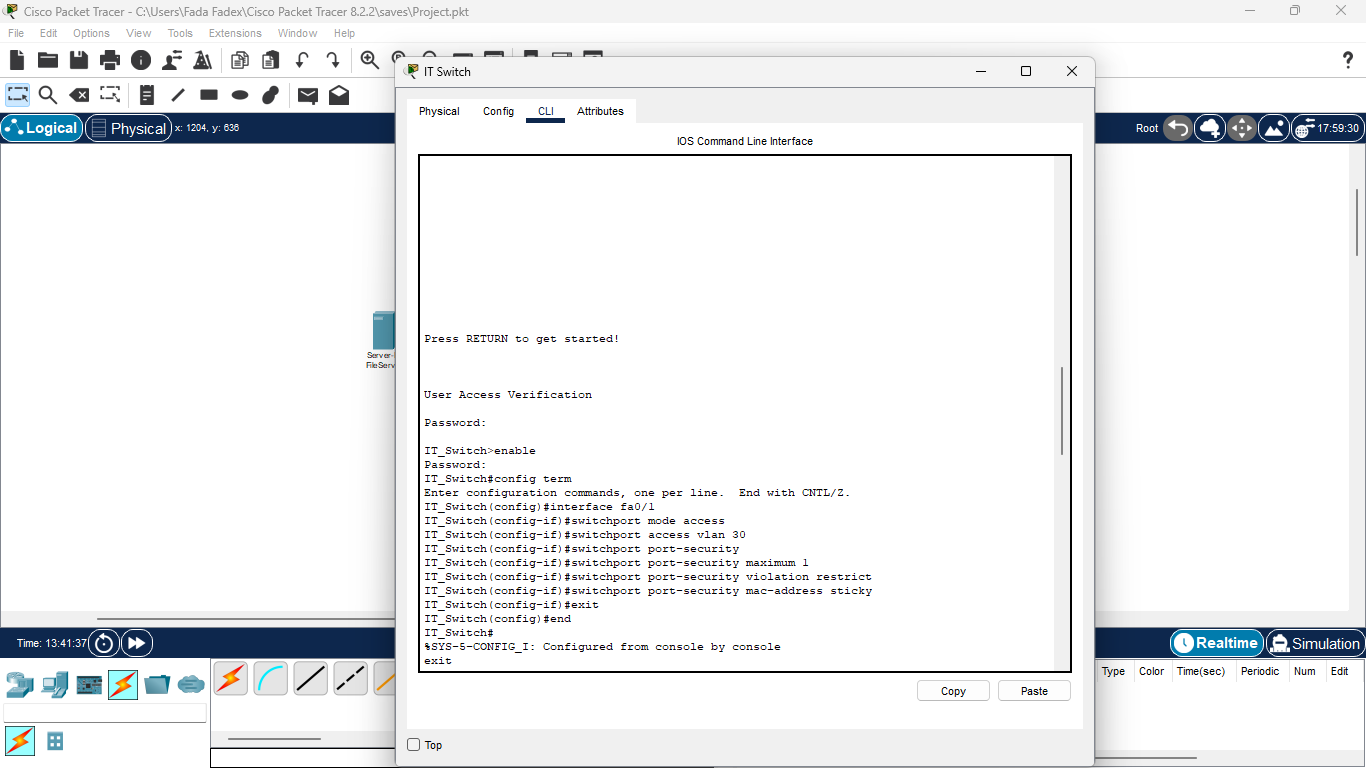 Cisco Packet Tracer - C:\Users\Fada Fadex\Cisco Packet Tracer 8.2.2\saves\Project.pkt
File Edit Options View Tools Extensions Window Help
IT Switch
?
Physical Config CLI Attributes
Logical Physical x: 1204, y: 636
Root 17:59:30
IOS Command Line Interface
Press RETURN to get started!
Server-
FileServ
User Access Verification
Password:
IT_Switch>enable
Password:
IT_Switch#config term
Enter configuration commands, one per line. End with CNTL/Z.
IT_Switch(config)#interface fa0/1
IT_Switch(config-if)#switchport mode access
IT_Switch(config-if)#switchport access vlan 30
IT_Switch(config-if)#switchport port-security
IT_Switch(config-if)#switchport port-security maximum 1
IT_Switch(config-if)#switchport port-security violation restrict
IT_Switch(config-if)#switchport port-security mac-address sticky
IT_Switch(config-if)#exit
IT_Switch(config)#end
IT_Switch#
%SYS-5-CONFIG_I: Configured from console by console
exit
Time: 13:41:37
Realtime Simulation
Type Color Time(sec) Periodic Num Edit
Copy Paste
Top